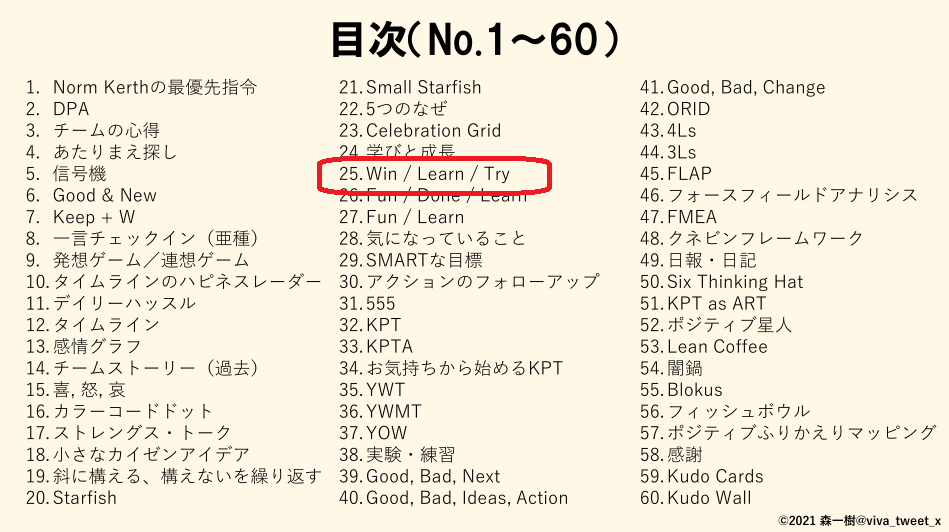 目次(No.1～60)
1. Norm Kerthの最優先指令
2. DPA
3. チームの心得
4. あたりまえ探し
5. 信号機
6. Good & New
7. Keep + W
8. 一言チェックイン（亜種）
9. 発想ゲーム／連想ゲーム
10. タイムラインのハピネスレーダー
11. デイリーハッスル
12. タイムライン
13. 感情グラフ
14. チームストーリー（過去）
15. 喜, 怒, 哀
16. カラーコードドット
17. ストレングス・トーク
18. 小さなカイゼンアイデア
19. 斜に構える、構えないを繰り返す
20. Starfish
21. Small Starfish
22. 5つのなぜ
23. Celebration Grid
24. 学びと成長
25. Win / Learn / Try
26. Fun / Done / Learn
27. Fun / Learn
28. 気になっていること
29. SMARTな目標
30. アクションのフォローアップ
31. 555
32. KPT
33. KPTA
34. お気持ちから始めるKPT
35. YWT
36. YWMT
37. YOW
38. 実験・練習
39. Good, Bad, Next
40. Good, Bad, Ideas, Action
41. Good, Bad, Change
42. ORID
43. 4Ls
44. 3Ls
45. FLAP
46. フォースフィールドアナリシス
47. FMEA
48. クネビンフレームワーク
49. 日報・日記
50. Six Thinking Hat
51. KPT as ART
52. ポジティブ星人
53. Lean Coffee
54. 闇鍋
55. Blokus
56. フィッシュボウル
57. ポジティブふりかえりマッピング
58. 感謝
59. Kudo Cards
60. Kudo Wall
©2021 森一樹@viva_tweet_x